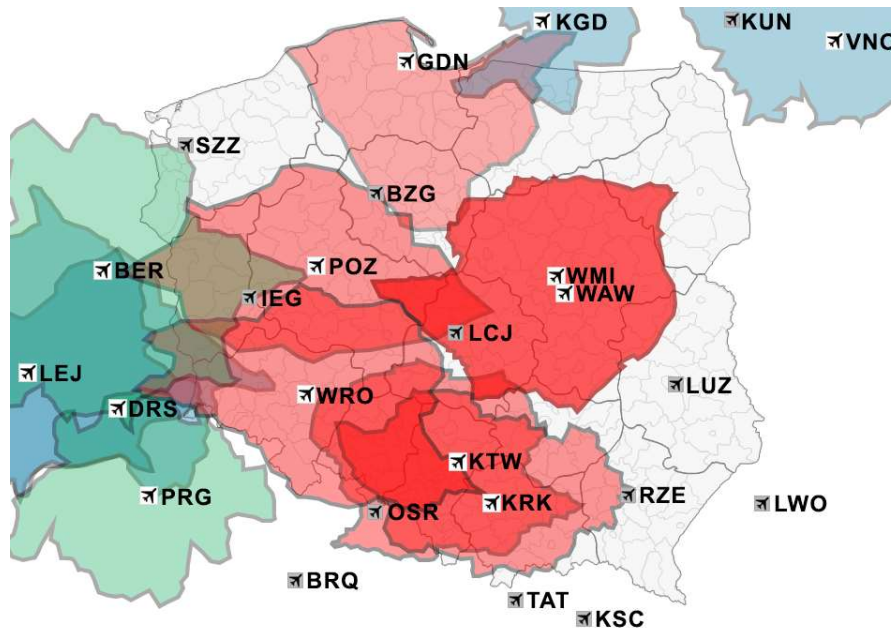 KGD
KUN
VNO
GDN
SZZ
BZG
BER
POZ
WMI
IEG
WAW
LCJ
LEJ
LUZ
DRS
WRO
KTW
PRG
KRK
RZE
OSR
LWO
BRQ
TAT
KSC